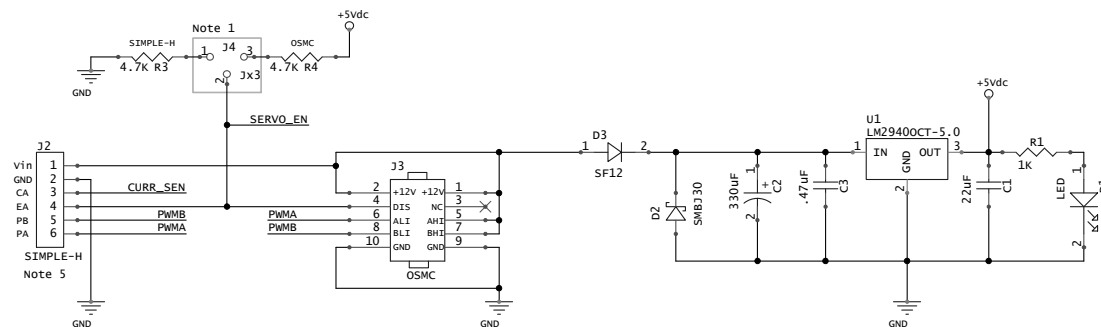 +5Vdc
Note 1
SIMPLE-H
OSMC
1
J4
3
4.7K R3
4.7K R4
2
Jx3
GND
SERVO_EN
+5Vdc
U1
LM2940OCT-5.0
J2
D3
1
2
SF12
1
IN
OUT
3
GND
2
R1
1K
Vin 1
GND 2
CA 3
EA 4
PB 5
PA 6
CURR_SEN
PWMB
PWMA
SIMPLE-H
Note 5
J3
2 +12V +12V 1
4 DIS NC 3
6 ALI AHI 5
8 BLI BHI 7
10 GND GND 9
PWMA
PWMB
OSMC
D2
SMBJ30
1
330uF
+
C2
2
.47uF
C3
22uF
C1
LED
1
2
GND
GND
GND